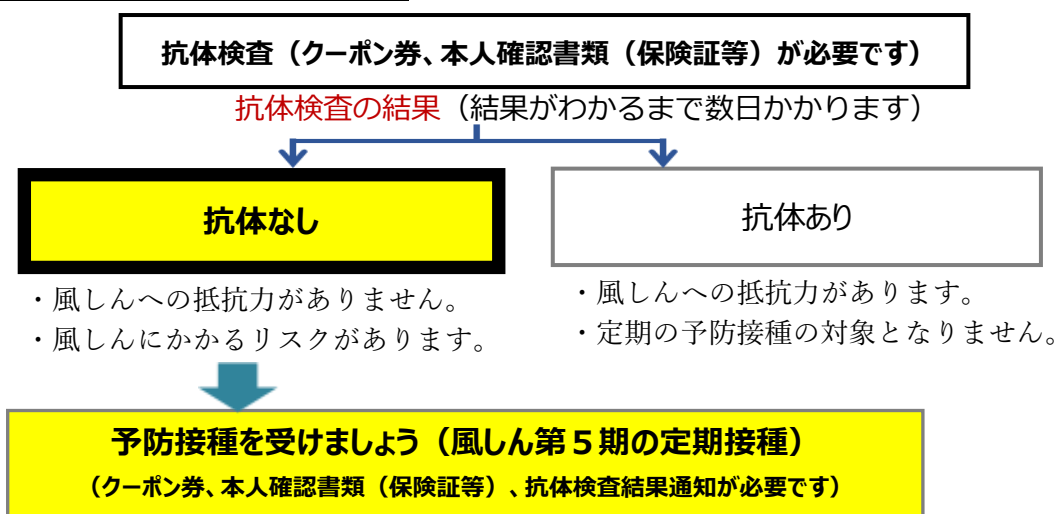 抗体検査（クーポン券、本人確認書類（保険証等）が必要です）
抗体検査の結果（結果がわかるまで数日かかります）
抗体なし
・風しんへの抵抗力がありません。
・風しんにかかるリスクがあります。
抗体あり
・風しんへの抵抗力があります。
・定期の予防接種の対象となりません。
予防接種を受けましょう（風しん第５期の定期接種）
（クーポン券、本人確認書類（保険証等）、抗体検査結果通知が必要です）